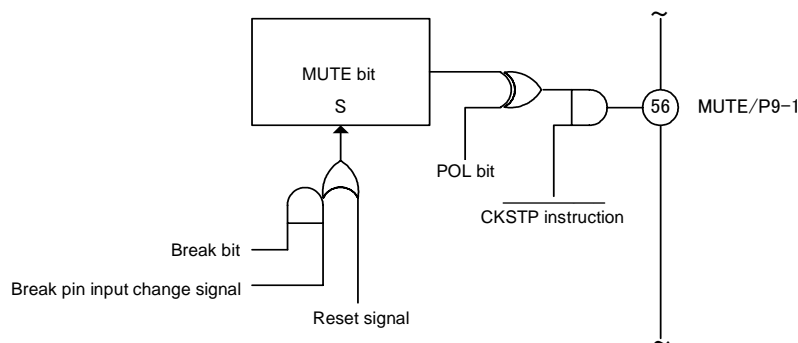 MUTE bit
S
56
MUTE/P9-1
POL bit
CKSTP instruction
Break bit
Break pin input change signal
Reset signal